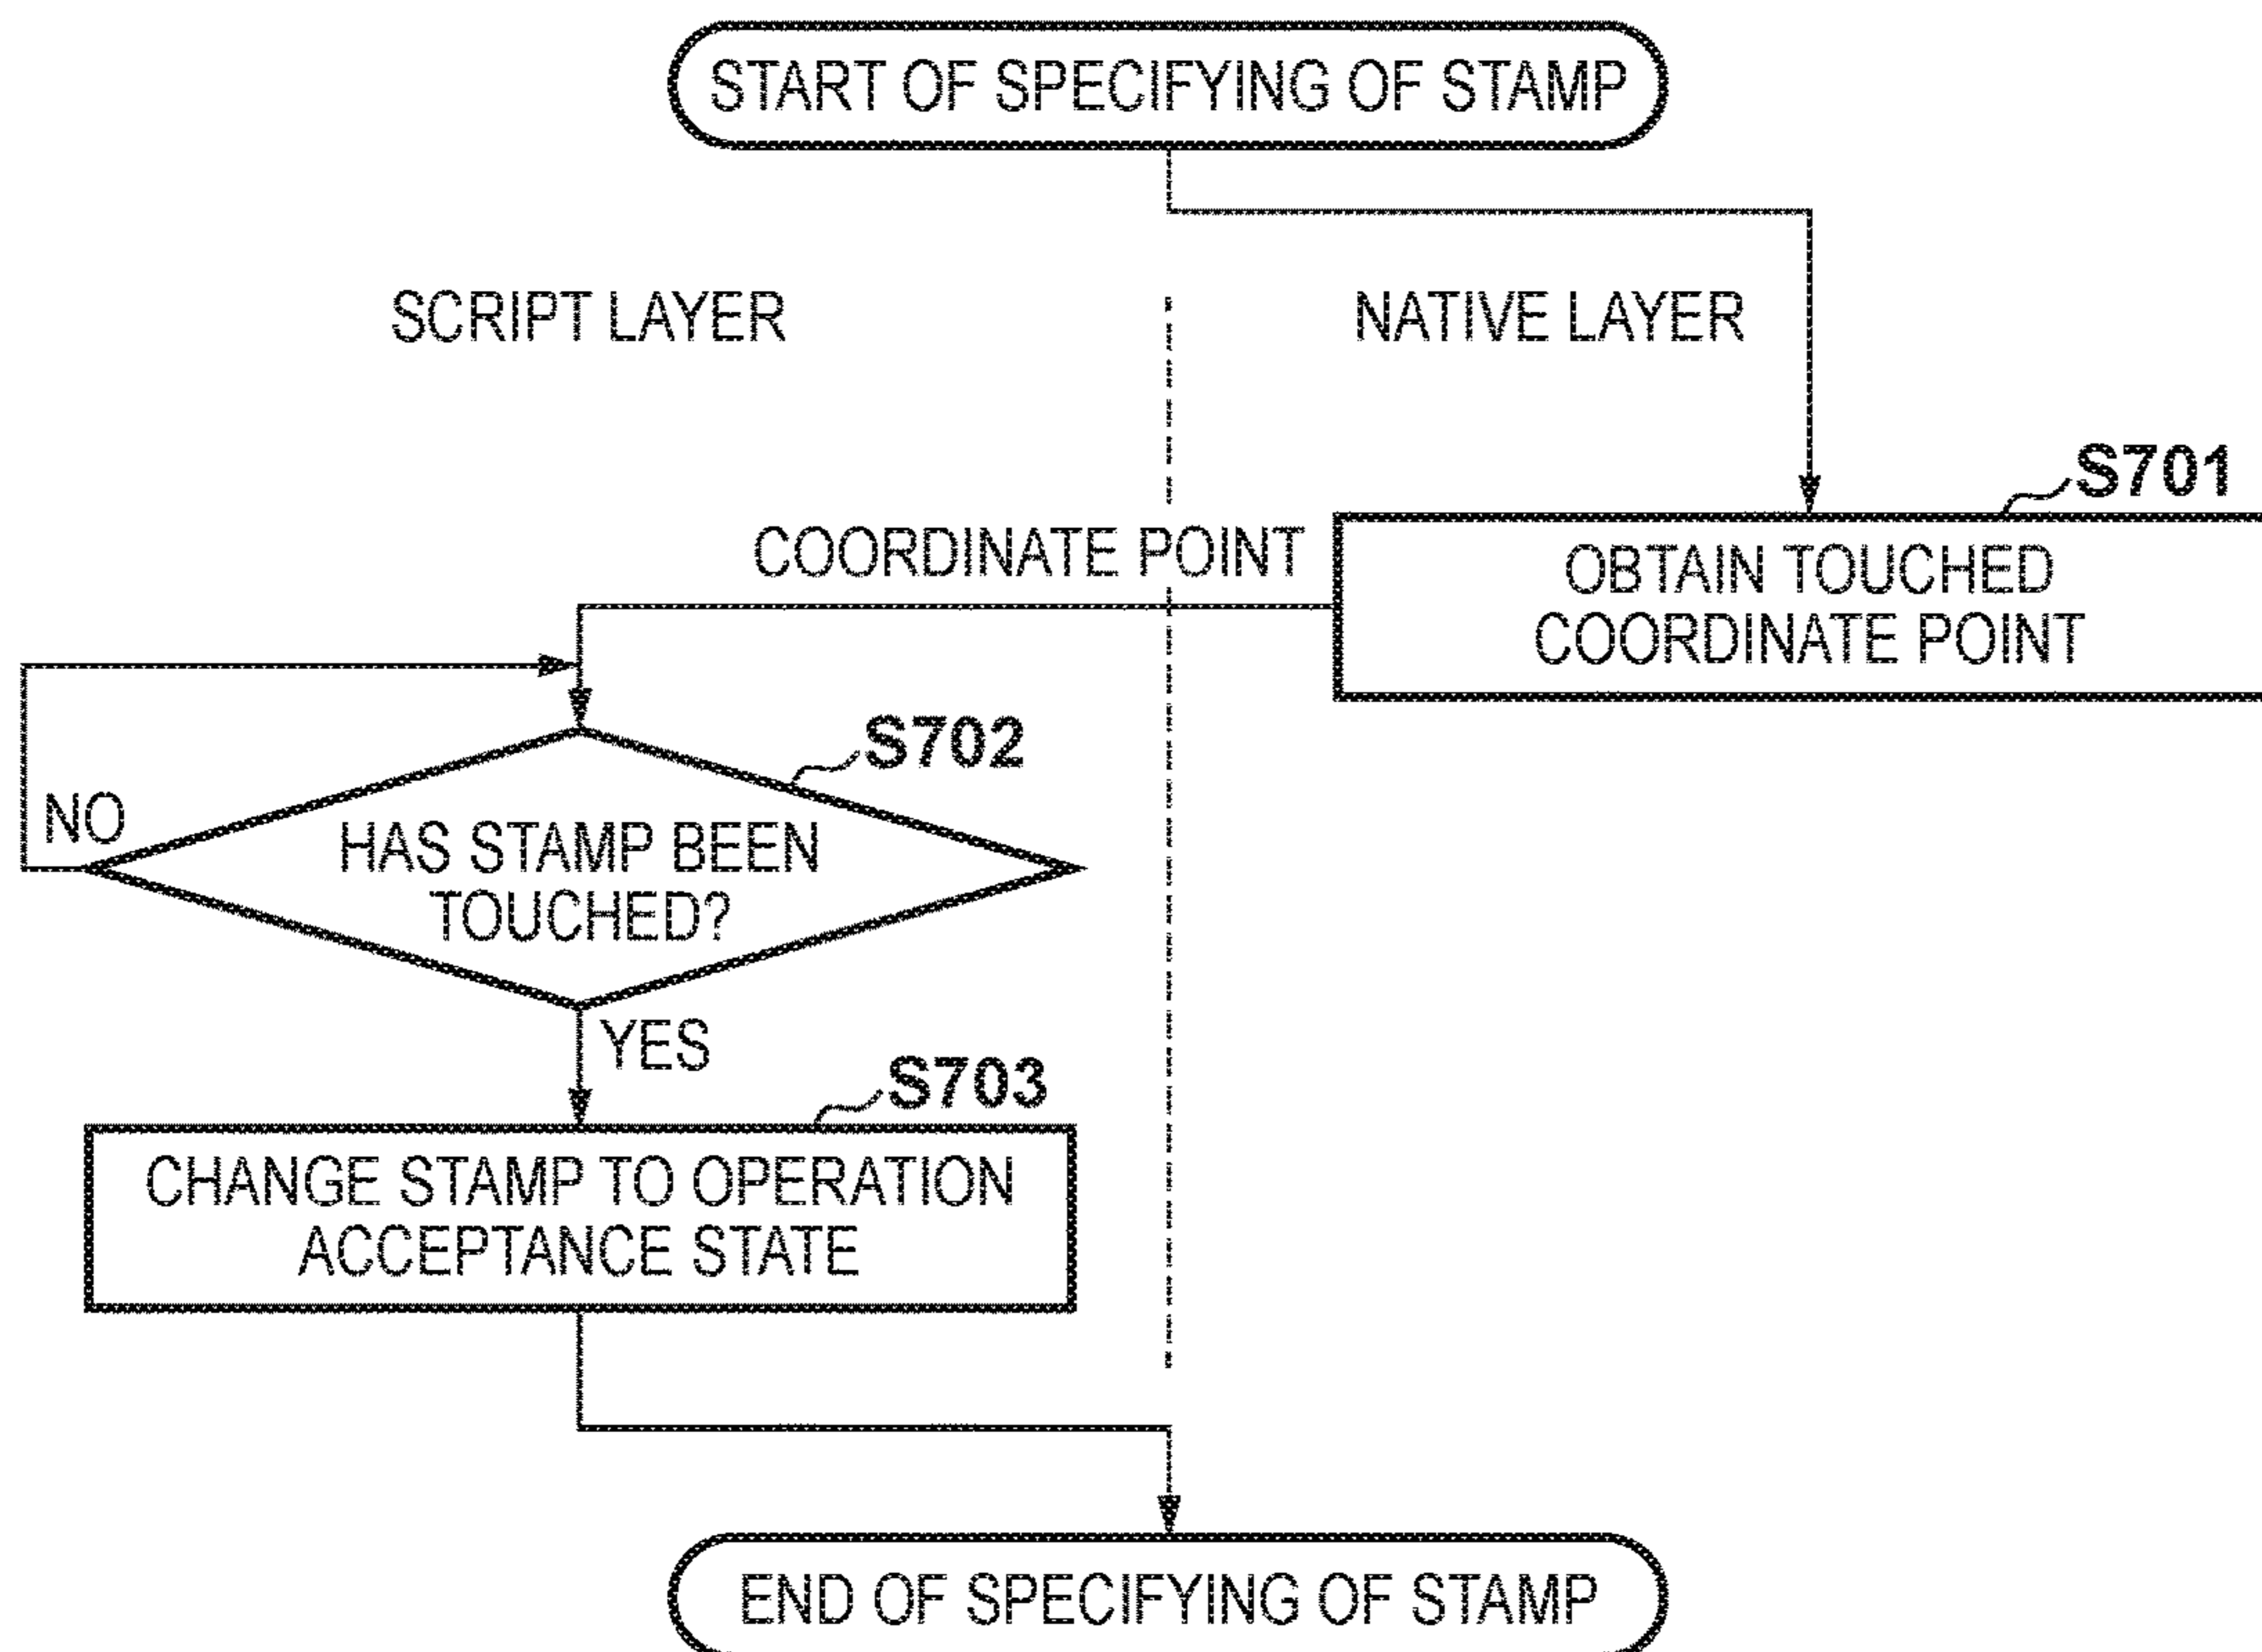 START OF SPECIFYING OF STAMP
SCRIPT LAYER
NATIVE LAYER
S701
COORDINATE POINT
OBTAIN TOUCHED
COORDINATE POINT
S702
NO
HAS STAMP BEEN
TOUCHED?
YES
S703
CHANGE STAMP TO OPERATION
ACCEPTANCE STATE
END OF SPECIFYING OF STAMP